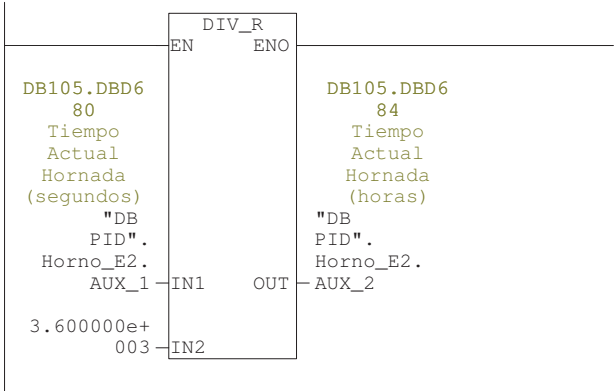 DIV_R
EN ENO
DB105.DBD6
80
Tiempo
Actual
Hornada
(segundos)
"DB
PID".
Horno_E2.
AUX_1
IN1
3.600000e+
003
IN2
DB105.DBD6
84
Tiempo
Actual
Hornada
(horas)
"DB
PID".
Horno_E2.
OUT
AUX_2